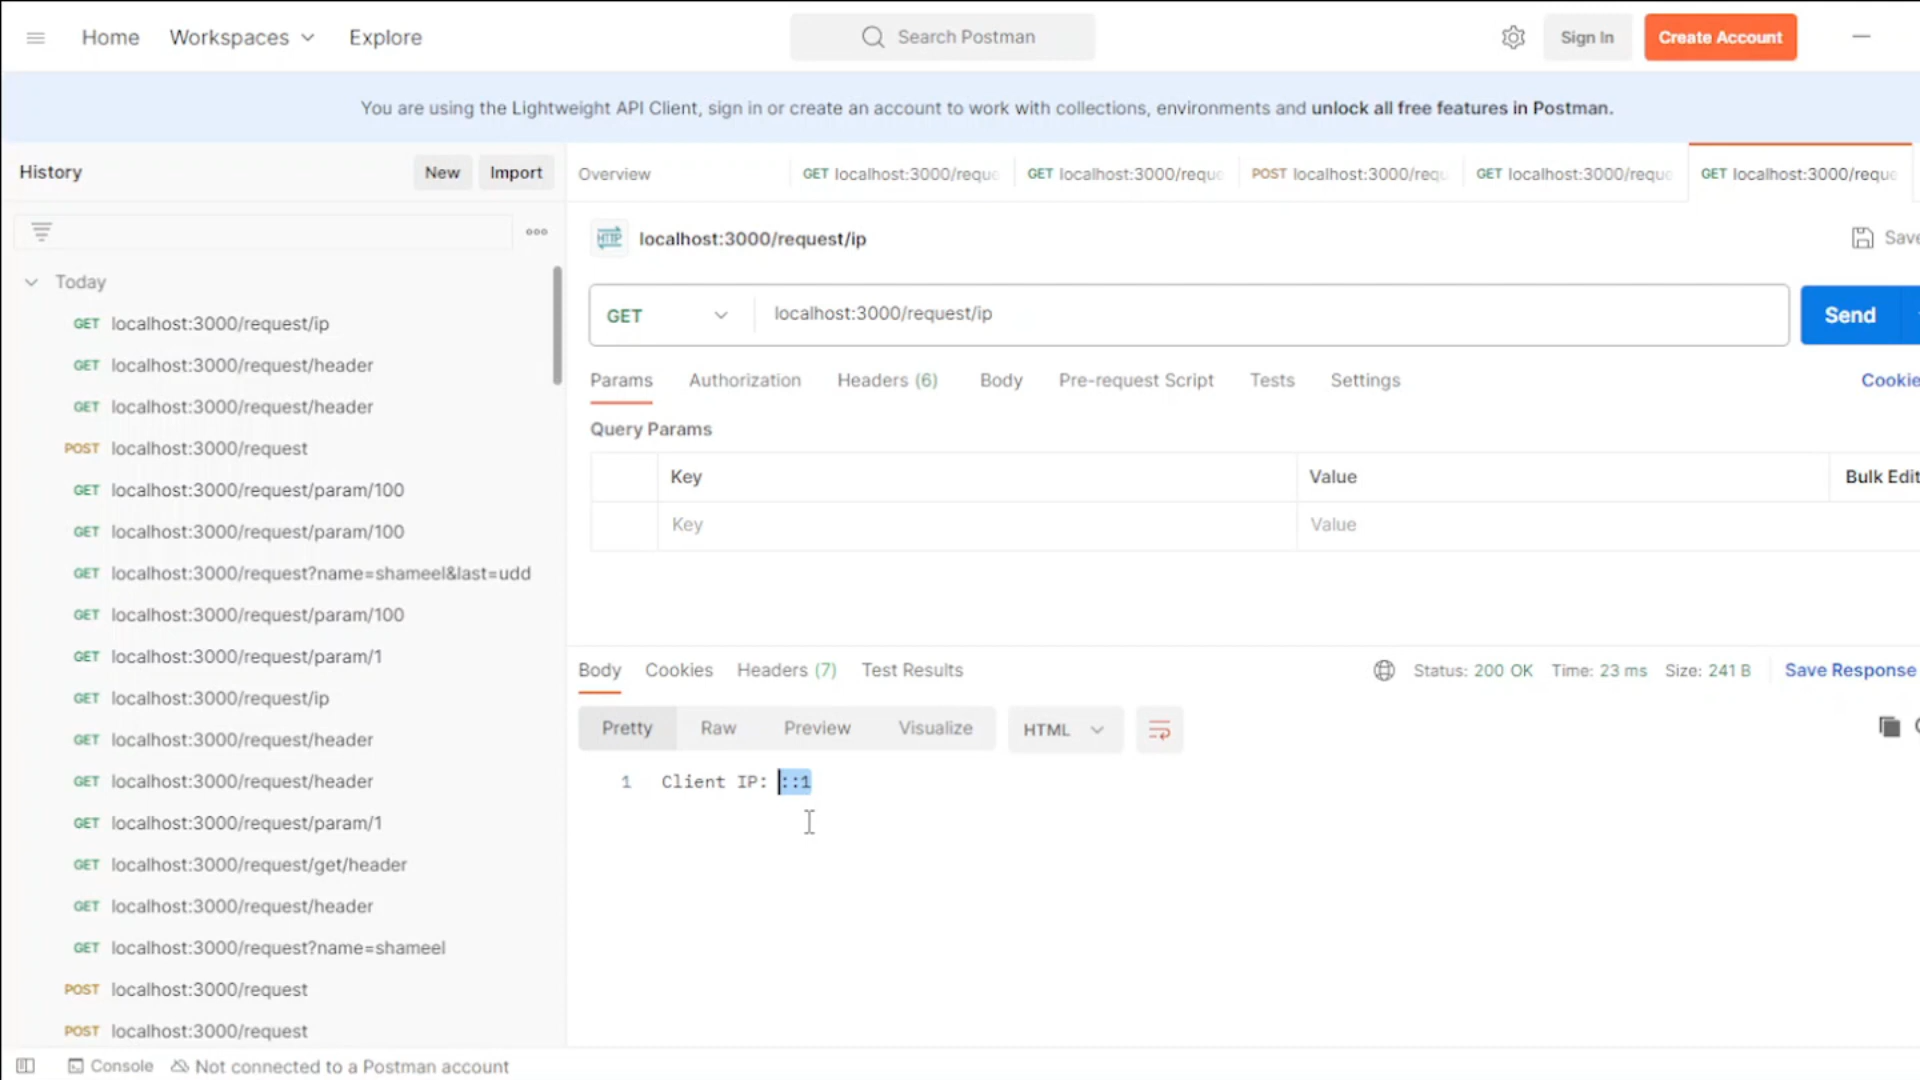 Home Workspaces Explore Search Postman Sign In Create Account
You are using the Lightweight API Client, sign in or create an account to work with collections, environments and unlock all free features in Postman.
History New Import
Overview GET localhost:3000/reque GET localhost:3000/reque POST localhost:3000/requ GET localhost:3000/reque GET localhost:3000/reque
HTTP localhost:3000/request/ip Save
Today
GET localhost:3000/request/ip
GET localhost:3000/request/header
GET localhost:3000/request/header
POST localhost:3000/request
GET localhost:3000/request/param/100
GET localhost:3000/request/param/100
GET localhost:3000/request?name=shameel&last=udd
GET localhost:3000/request/param/100
GET localhost:3000/request/param/1
GET localhost:3000/request/ip
GET localhost:3000/request/header
GET localhost:3000/request/header
GET localhost:3000/request/param/1
GET localhost:3000/request/get/header
GET localhost:3000/request/header
GET localhost:3000/request?name=shameel
POST localhost:3000/request
POST localhost:3000/request
GET localhost:3000/request/ip Send
Params Authorization Headers (6) Body Pre-request Script Tests Settings Cookie
Query Params
Key Value Bulk Edit
Key Value
Body Cookies Headers (7) Test Results Status: 200 OK Time: 23 ms Size: 241 B Save Response
Pretty Raw Preview Visualize HTML
1 Client IP: ::1
Console Not connected to a Postman account